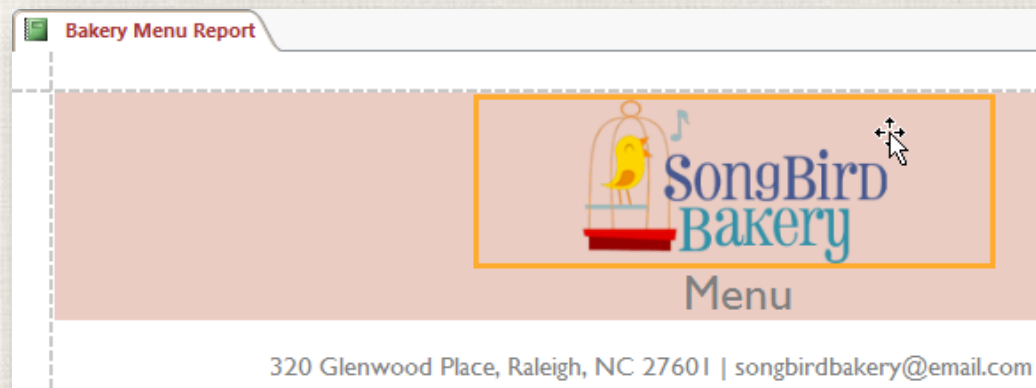 Bakery Menu Report
SongBird
Bakery
Menu
320 Glenwood Place, Raleigh, NC 27601 | songbirdbakery@email.com